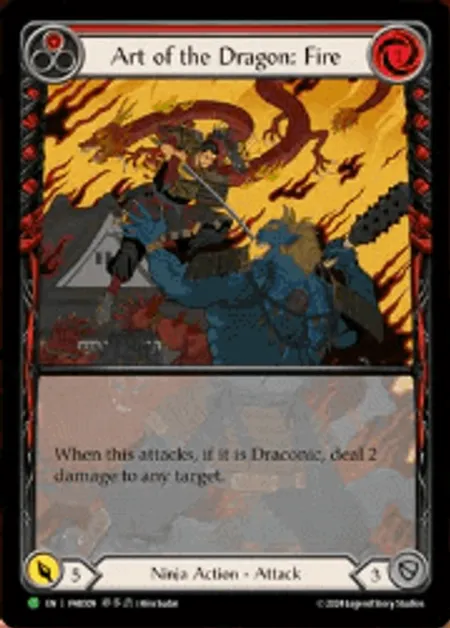 Art of the Dragon: Fire
When this attacks, if it is Draconic, deal 2
damage to any target.
5
Ninja Action - Attack
3
EN
© 2024 Legend Story Studios